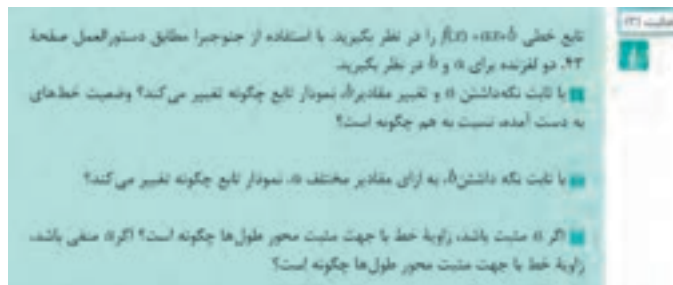 فعالیت (۲)
تابع خطی f(x) = ax+b را در نظر بگیرید. با استفاده از جئوجبرا مطابق دستورالعمل صفحهٔ
۴۳، دو لغزنده برای a و b در نظر بگیرید.
با ثابت نگه‌داشتن a و تغییر مقادیر b، نمودار تابع چگونه تغییر می‌کند؟ وضعیت خط‌های
به دست آمده، نسبت به هم چگونه است؟
با ثابت نگه داشتن b، به ازای مقادیر مختلف a، نمودار تابع چگونه تغییر می‌کند؟
اگر a مثبت باشد، زاویهٔ خط با جهت مثبت محور طول‌ها چگونه است؟ اگر a منفی باشد،
زاویهٔ خط با جهت مثبت محور طول‌ها چگونه است؟